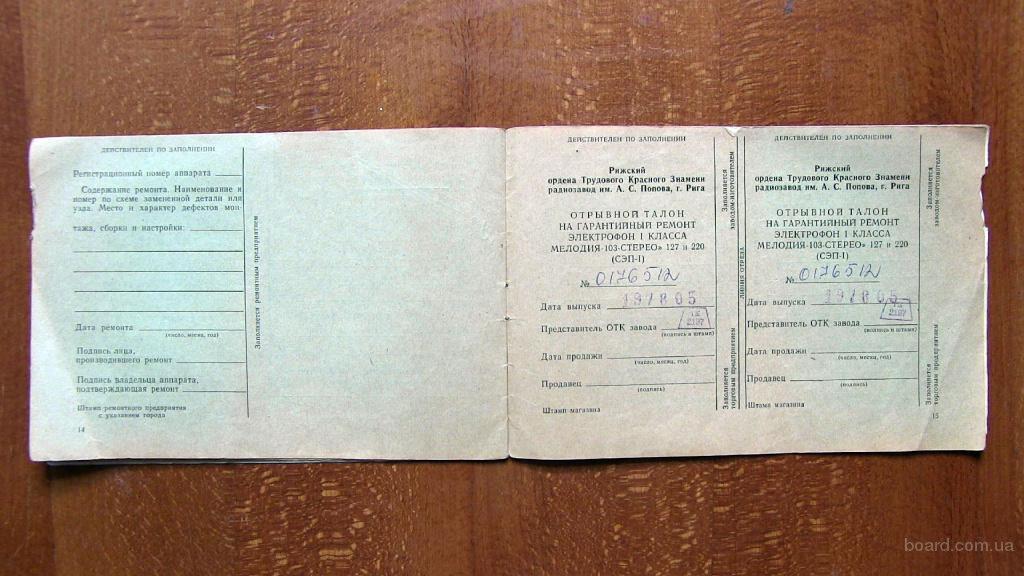 ДЕЙСТВИТЕЛЕН ПО ЗАПОЛНЕНИИ
Регистрационный номер аппарата
Содержание ремонта. Наименование и
номер по схеме замененной детали или
узда. Место и характер дефектов мон-
тажа, сборки и настройки:
Дата ремонта
(число, месяц, год)
Подпись лица,
производившего ремонт
Подпись владельца аппарата,
подтверждающая ремонт
Штамп ремонтного предприятия
с указанием города
14
Заполняется ремонтным предприятием
ДЕЙСТВИТЕЛЕН ПО ЗАПОЛНЕНИИ
Рижский
ордена Трудового Красного Знамени
радиозавод им. А. С. Попова, г. Рига
ОТРЫВНОЙ ТАЛОН
НА ГАРАНТИЙНЫЙ РЕМОНТ
ЭЛЕКТРОФОН I КЛАССА
МЕЛОДИЯ-103-СТЕРЕО» 127 и 220
(СЭП-I)
№ 0176512
Дата выпуска 197805
Представитель ОТК завода
(подпись и штамп)
2187
Дата продажи
(число, месяц, год)
Продавец
(подпись)
Штамп магазина
Заполняется
заводом-изготовителем
Заполняется
торговым предприятием
ЛИНИЯ ОТРЕЗА
ДЕЙСТВИТЕЛЕН ПО ЗАПОЛНЕНИИ
Рижский
ордена Трудового Красного Знамени
радиозавод им. А. С. Попова, г. Рига
ОТРЫВНОЙ ТАЛОН
НА ГАРАНТИЙНЫЙ РЕМОНТ
ЭЛЕКТРОФОН I КЛАССА
МЕЛОДИЯ-103-СТЕРЕО» 127 и 220
(СЭП-I)
№ 0176512
Дата выпуска 197805
Представитель ОТК завода
(подпись и штамп)
2187
Дата продажи
(число, месяц, год)
Продавец
(подпись)
Штамп магазина
15
Заполняется
заводом-изготовителем
Заполняется
торговым предприятием
board.com.ua